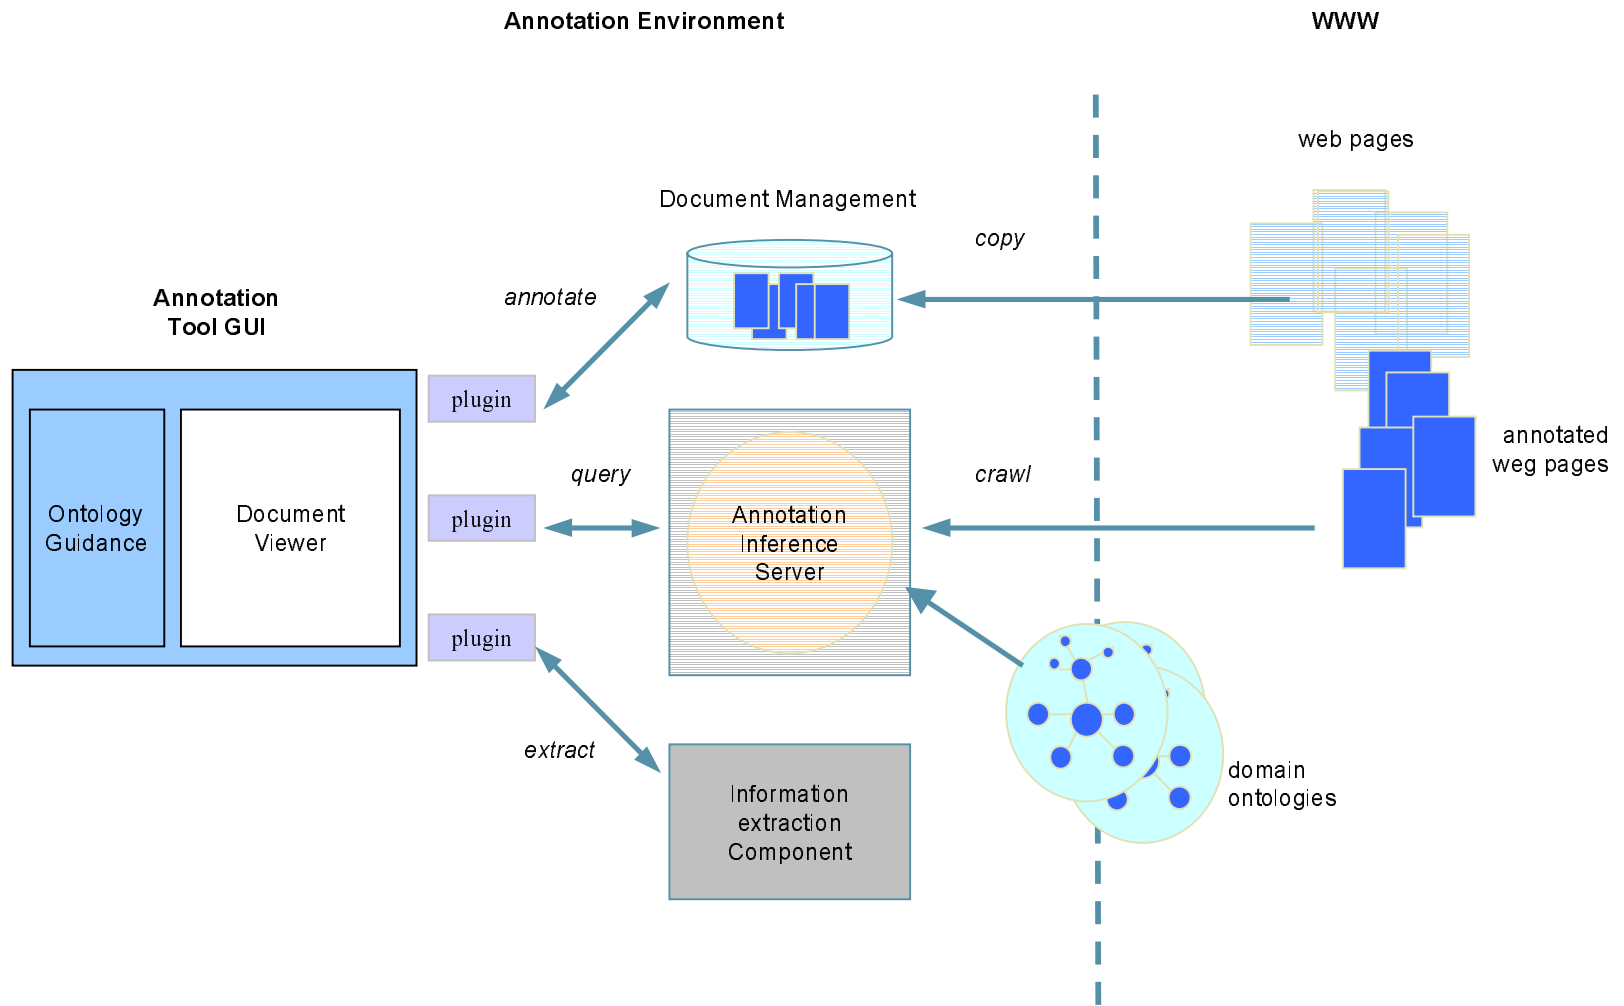 Annotation Environment
WWW
web pages
Document Management
copy
annotate
Annotation
Tool GUI
plugin
annotated
weg pages
query
crawl
Ontology
Guidance
Document
Viewer
plugin
Annotation
Inference
Server
plugin
extract
domain
ontologies
Information
extraction
Component